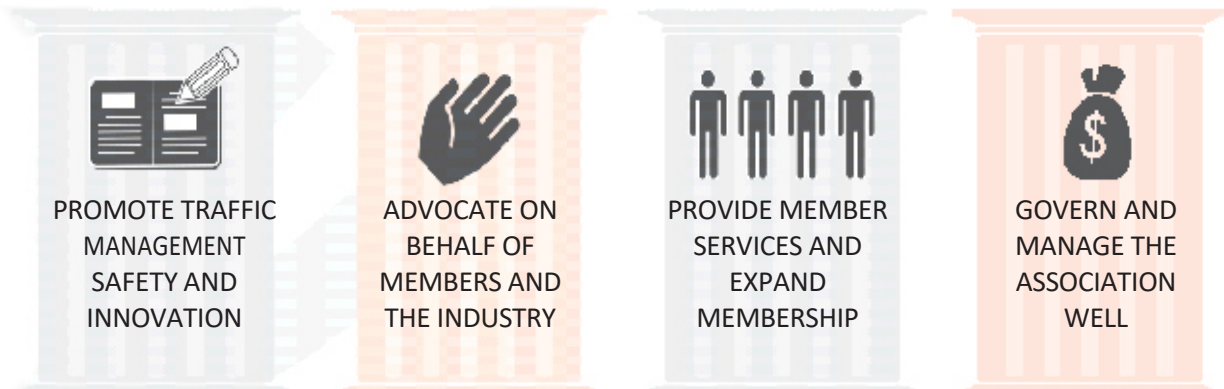 PROMOTE TRAFFIC
MANAGEMENT
SAFETY AND
INNOVATION
ADVOCATE ON
BEHALF OF
MEMBERS AND
THE INDUSTRY
PROVIDE MEMBER
SERVICES AND
EXPAND
MEMBERSHIP
$
GOVERN AND
MANAGE THE
ASSOCIATION
WELL